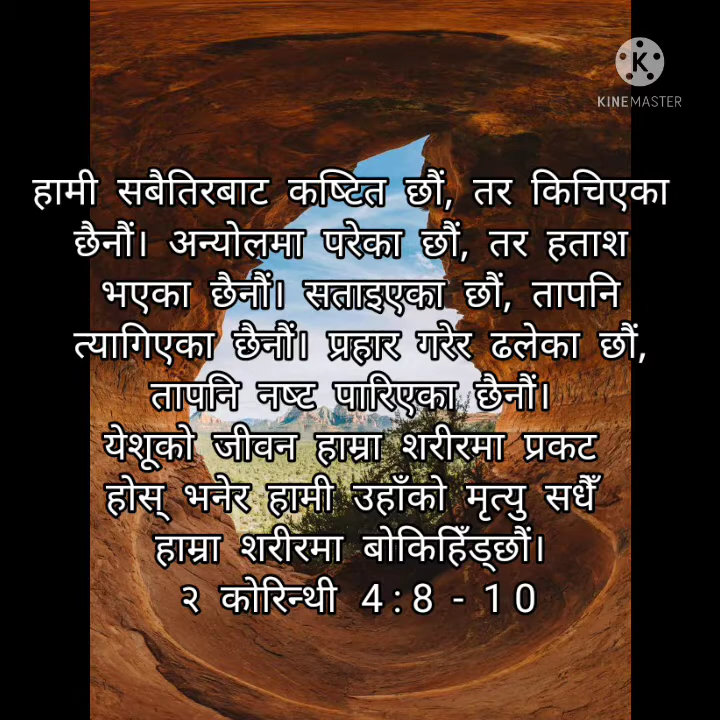 K
KINEMASTER
हामी सबैतिरबाट कष्टित छौं, तर किचिएका
छैनौं। अन्योलमा परेका छौं, तर हताश
भएका छैनौं। सताइएका छौं, तापनि
त्यागिएका छैनौं। प्रहार गरेर ढलेका छौं,
तापनि नष्ट पारिएका छैनौं।
येशूको जीवन हाम्रा शरीरमा प्रकट
होस् भनेर हामी उहाँको मृत्यु सधैँ
हाम्रा शरीरमा बोकिहिँड्छौं।
२ कोरिन्थी 4:8 - 10